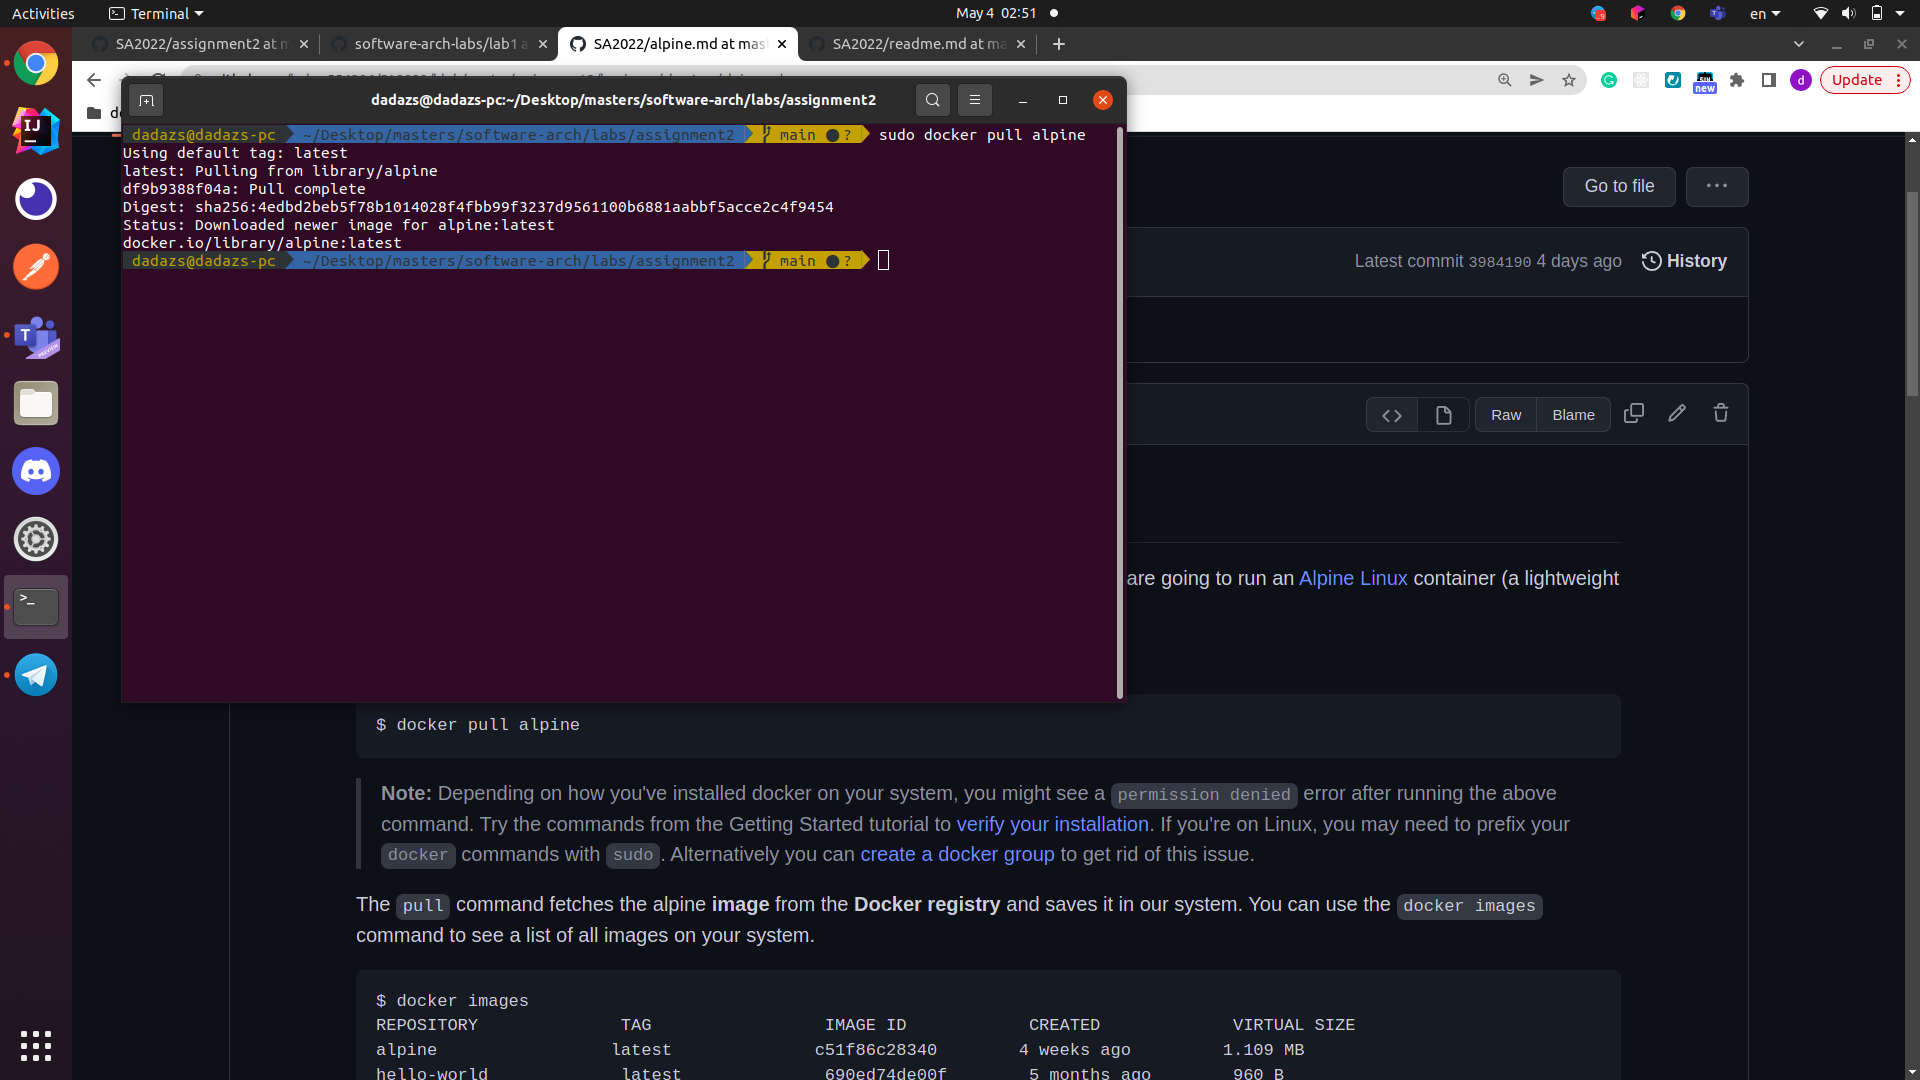 Activities
Terminal
May 4 02:51
en
SA2022/assignment2 at m
software-arch-labs/lab1 a
SA2022/alpine.md at mas
SA2022/readme.md at ma
new
d
Update
dadazs@dadazs-pc:~/Desktop/masters/software-arch/labs/assignment2
dadazs@dadazs-pc ~/Desktop/masters/software-arch/labs/assignment2 main ●? sudo docker pull alpine
Using default tag: latest
latest: Pulling from library/alpine
df9b9388f04a: Pull complete
Digest: sha256:4edbd2beb5f78b1014028f4fbb99f3237d9561100b6881aabbf5acce2c4f9454
Status: Downloaded newer image for alpine:latest
docker.io/library/alpine:latest
dadazs@dadazs-pc ~/Desktop/masters/software-arch/labs/assignment2 main ●?
Go to file
...
Latest commit 3984190 4 days ago
History
<>
Raw
Blame
are going to run an Alpine Linux container (a lightweight
$ docker pull alpine
Note: Depending on how you've installed docker on your system, you might see a permission denied error after running the above
command. Try the commands from the Getting Started tutorial to verify your installation. If you're on Linux, you may need to prefix your
docker commands with sudo. Alternatively you can create a docker group to get rid of this issue.
The pull command fetches the alpine image from the Docker registry and saves it in our system. You can use the docker images
command to see a list of all images on your system.
$ docker images
REPOSITORY TAG IMAGE ID CREATED VIRTUAL SIZE
alpine latest c51f86c28340 4 weeks ago 1.109 MB
hello-world latest 690ed74de00f 5 months ago 960 B